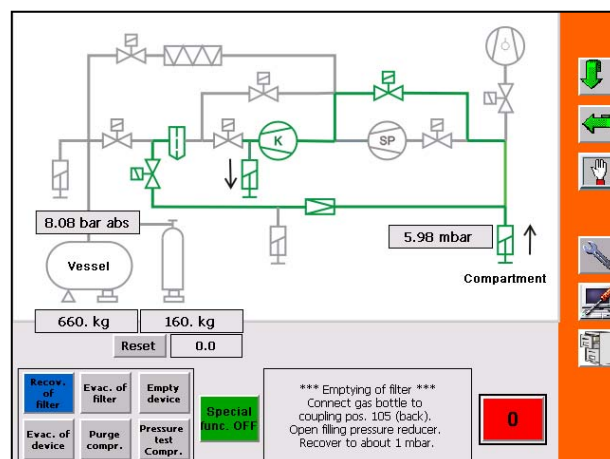 K
SP
8.08 bar abs
5.98 mbar
Vessel
Compartment
660. kg
160. kg
Reset
0.0
Recov. of filter
Evac. of filter
Empty device
Evac. of device
Purge compr.
Pressure test Compr.
Special func. OFF
*** Emptying of filter ***
Connect gas bottle to
coupling pos. 105 (back).
Open filling pressure reducer.
Recover to about 1 mbar.
0